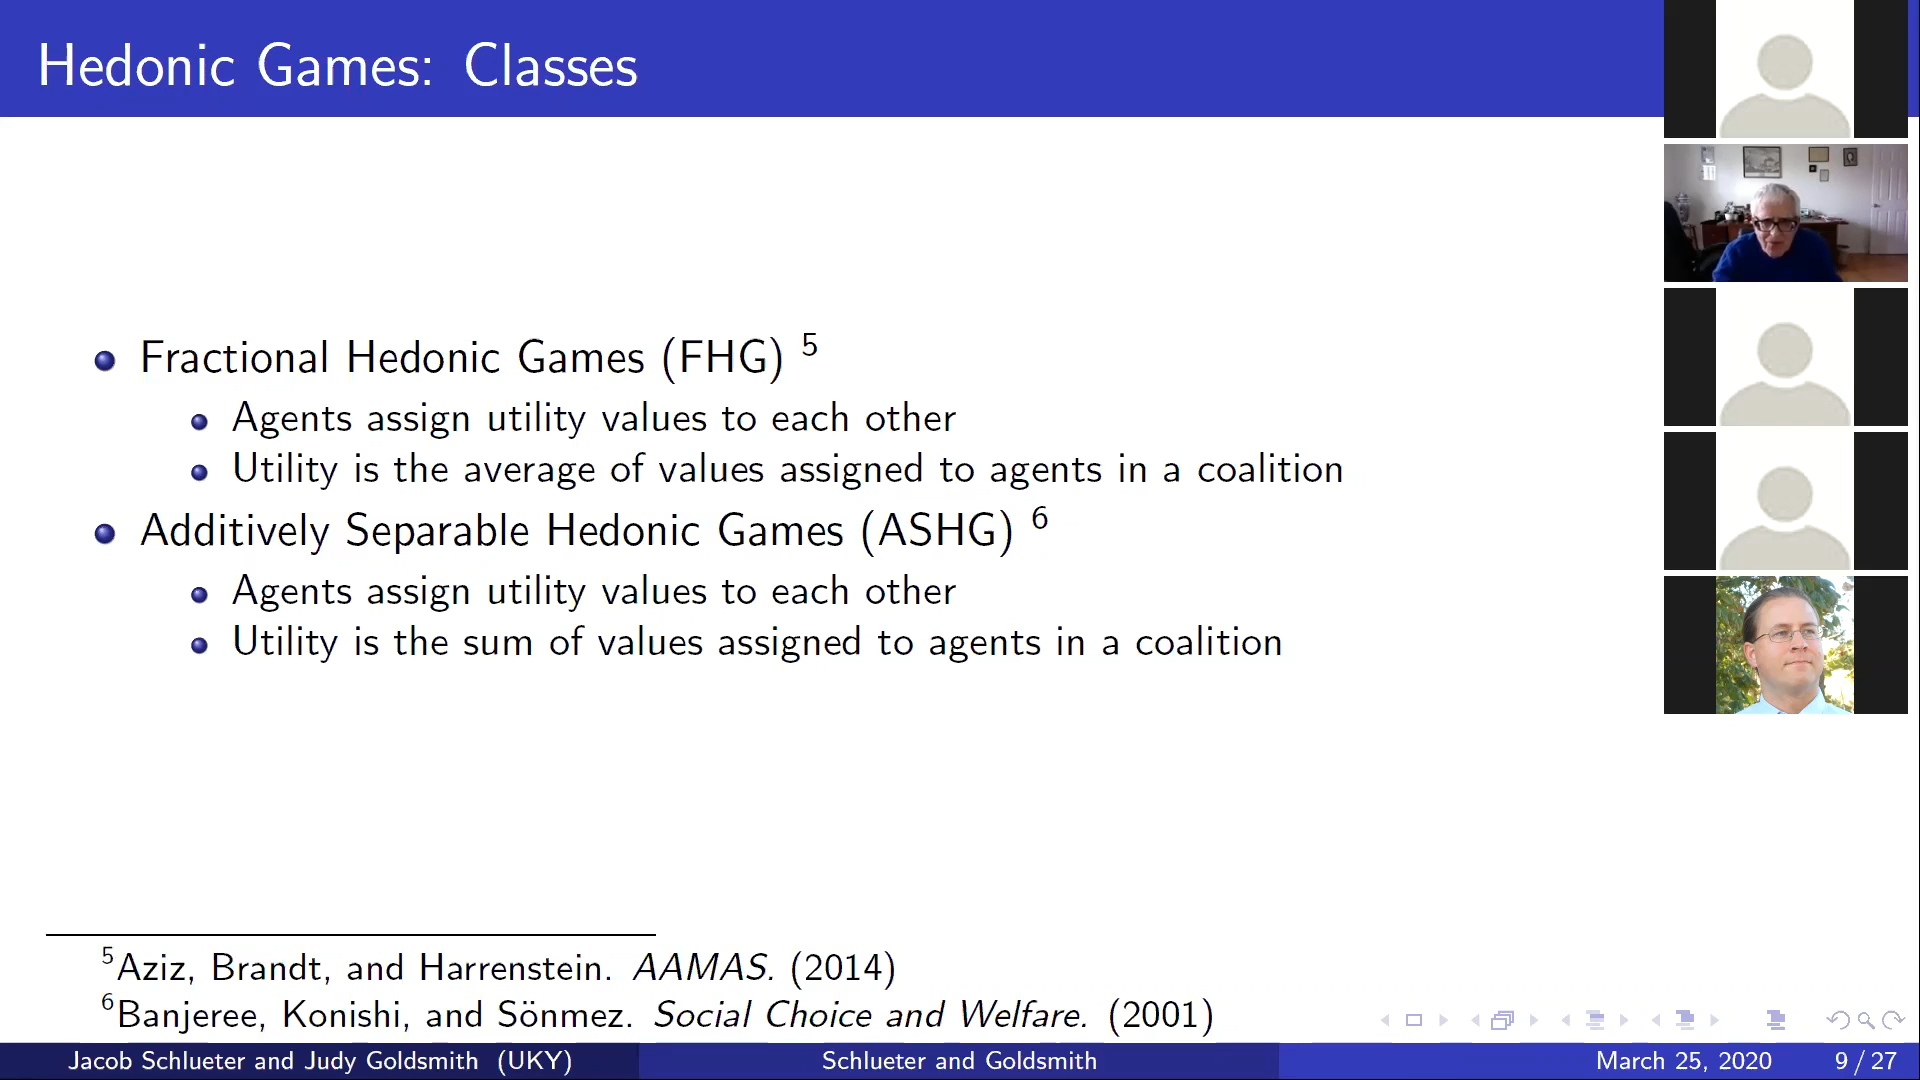 Hedonic Games: Classes
Fractional Hedonic Games (FHG) 5
Agents assign utility values to each other
Utility is the average of values assigned to agents in a coalition
Additively Separable Hedonic Games (ASHG) 6
Agents assign utility values to each other
Utility is the sum of values assigned to agents in a coalition
5Aziz, Brandt, and Harrenstein. AAMAS. (2014)
6Banjeree, Konishi, and Sönmez. Social Choice and Welfare. (2001)
Jacob Schlueter and Judy Goldsmith (UKY) Schlueter and Goldsmith March 25, 2020 9 / 27